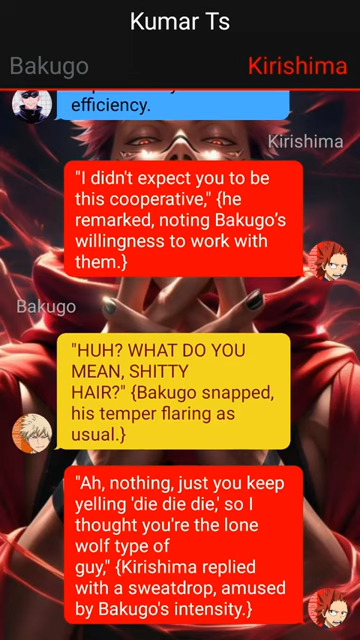 Kumar Ts
Bakugo
Kirishima
efficiency.
Kirishima
"I didn't expect you to be
this cooperative," {he
remarked, noting Bakugo’s
willingness to work with
them.}
Bakugo
"HUH? WHAT DO YOU
MEAN, SHITTY
HAIR?" {Bakugo snapped,
his temper flaring as
usual.}
"Ah, nothing, just you keep
yelling 'die die die,' so I
thought you're the lone
wolf type of
guy," {Kirishima replied
with a sweatdrop, amused
by Bakugo's intensity.}